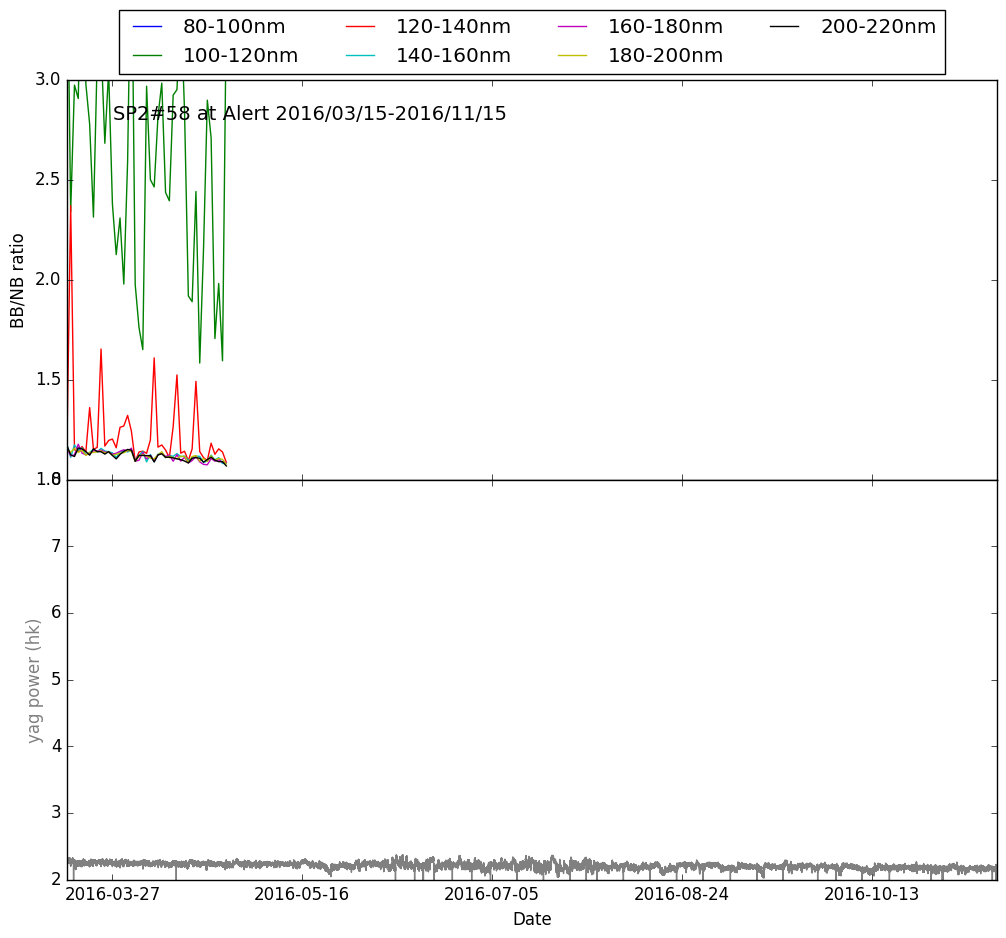 80-100nm 120-140nm 160-180nm 200-220nm
100-120nm 140-160nm 180-200nm
3.0
SP2#58 at Alert 2016/03/15-2016/11/15
2.5
BB/NB ratio
2.0
1.5
1.0
8
7
6
yag power (hk)
5
4
3
2
2016-03-27 2016-05-16 2016-07-05 2016-08-24 2016-10-13
Date